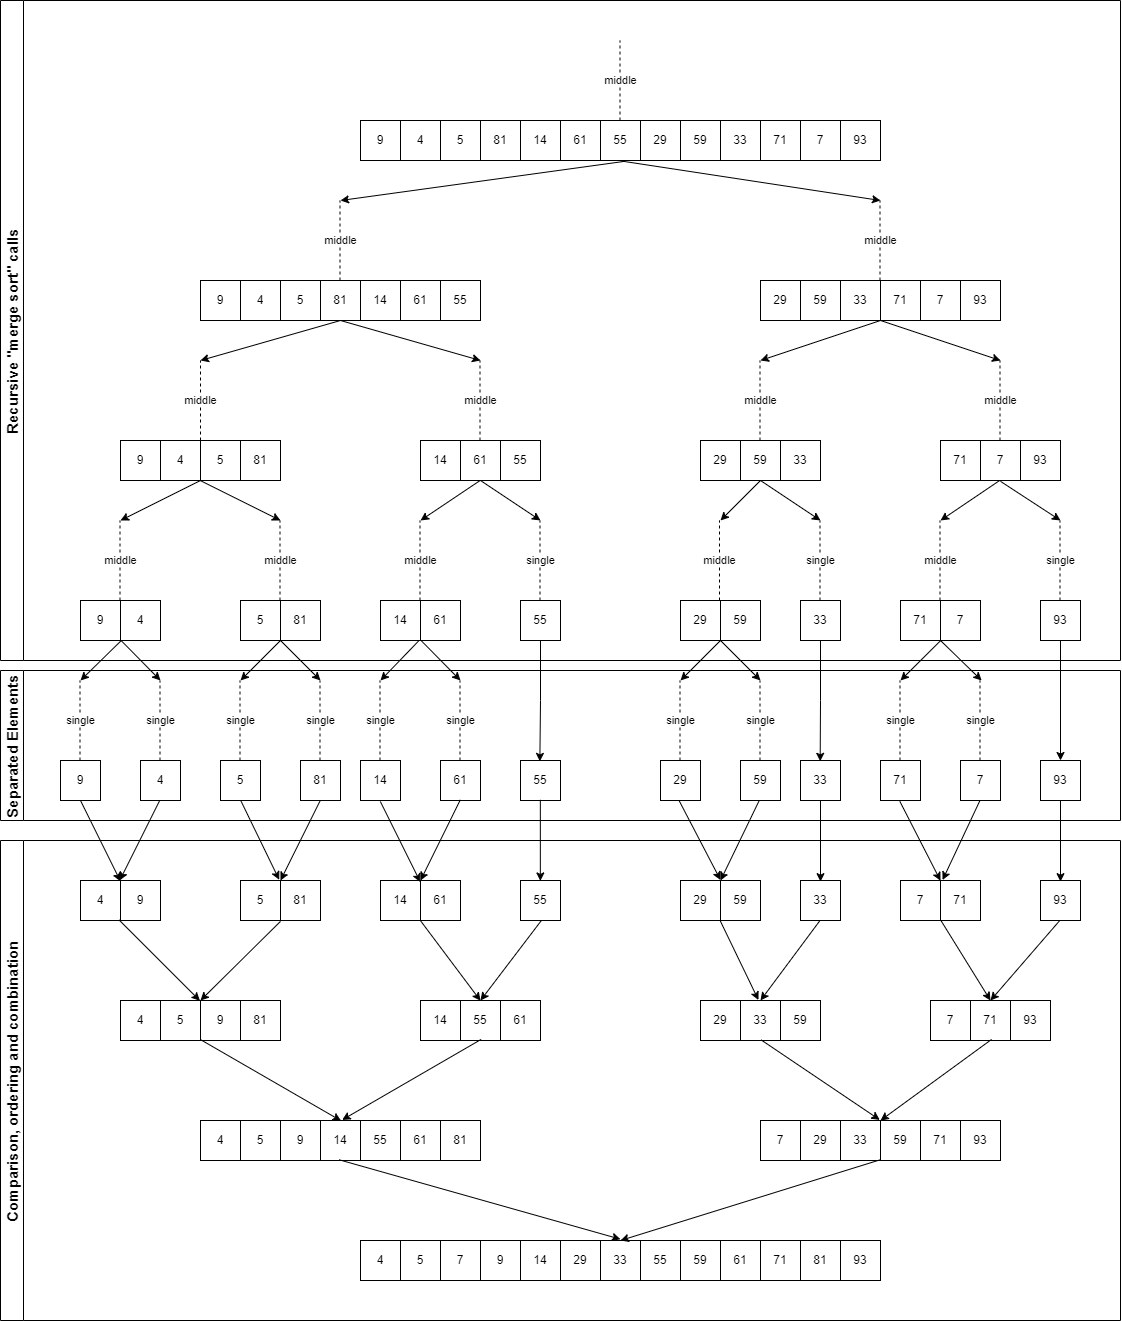 Recursive "merge sort" calls
middle
9 4 5 81 14 61 55 29 59 33 71 7 93
middle middle
9 4 5 81 14 61 55 29 59 33 71 7 93
middle middle middle middle
9 4 5 81 14 61 55 29 59 33 71 7 93
middle middle middle single middle single middle single
9 4 5 81 14 61 55 29 59 33 71 7 93
Separated Elements
single single single single single single single single single single
9 4 5 81 14 61 55 29 59 33 71 7 93
Comparison, ordering and combination
4 9 5 81 14 61 55 29 59 33 7 71 93
4 5 9 81 14 55 61 29 33 59 7 71 93
4 5 9 14 55 61 81 7 29 33 59 71 93
4 5 7 9 14 29 33 55 59 61 71 81 93